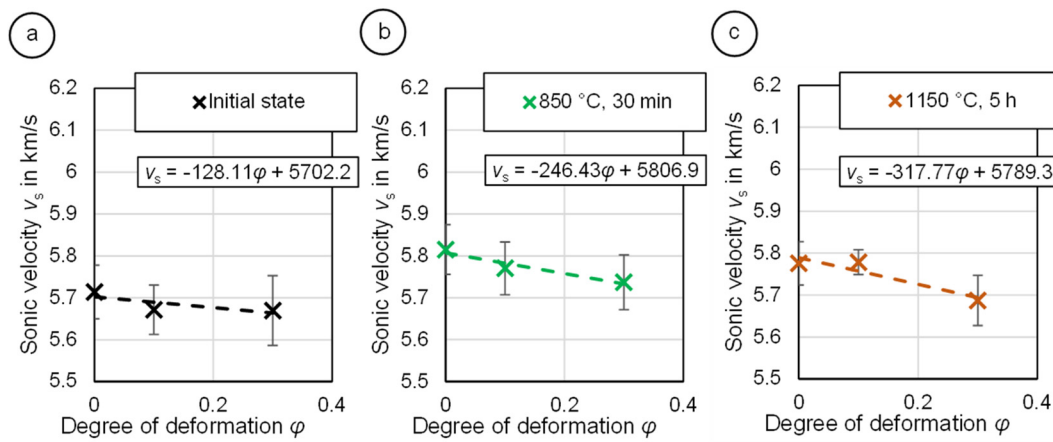 a
Initial state
vₛ = -128.11φ + 5702.2
Sonic velocity vₛ in km/s
6.2
6.1
6
5.9
5.8
5.7
5.6
5.5
0
0.2
0.4
Degree of deformation φ
b
850 °C, 30 min
vₛ = -246.43φ + 5806.9
Sonic velocity vₛ in km/s
6.2
6.1
6
5.9
5.8
5.7
5.6
5.5
0
0.2
0.4
Degree of deformation φ
c
1150 °C, 5 h
vₛ = -317.77φ + 5789.3
Sonic velocity vₛ in km/s
6.2
6.1
6
5.9
5.8
5.7
5.6
5.5
0
0.2
0.4
Degree of deformation φ